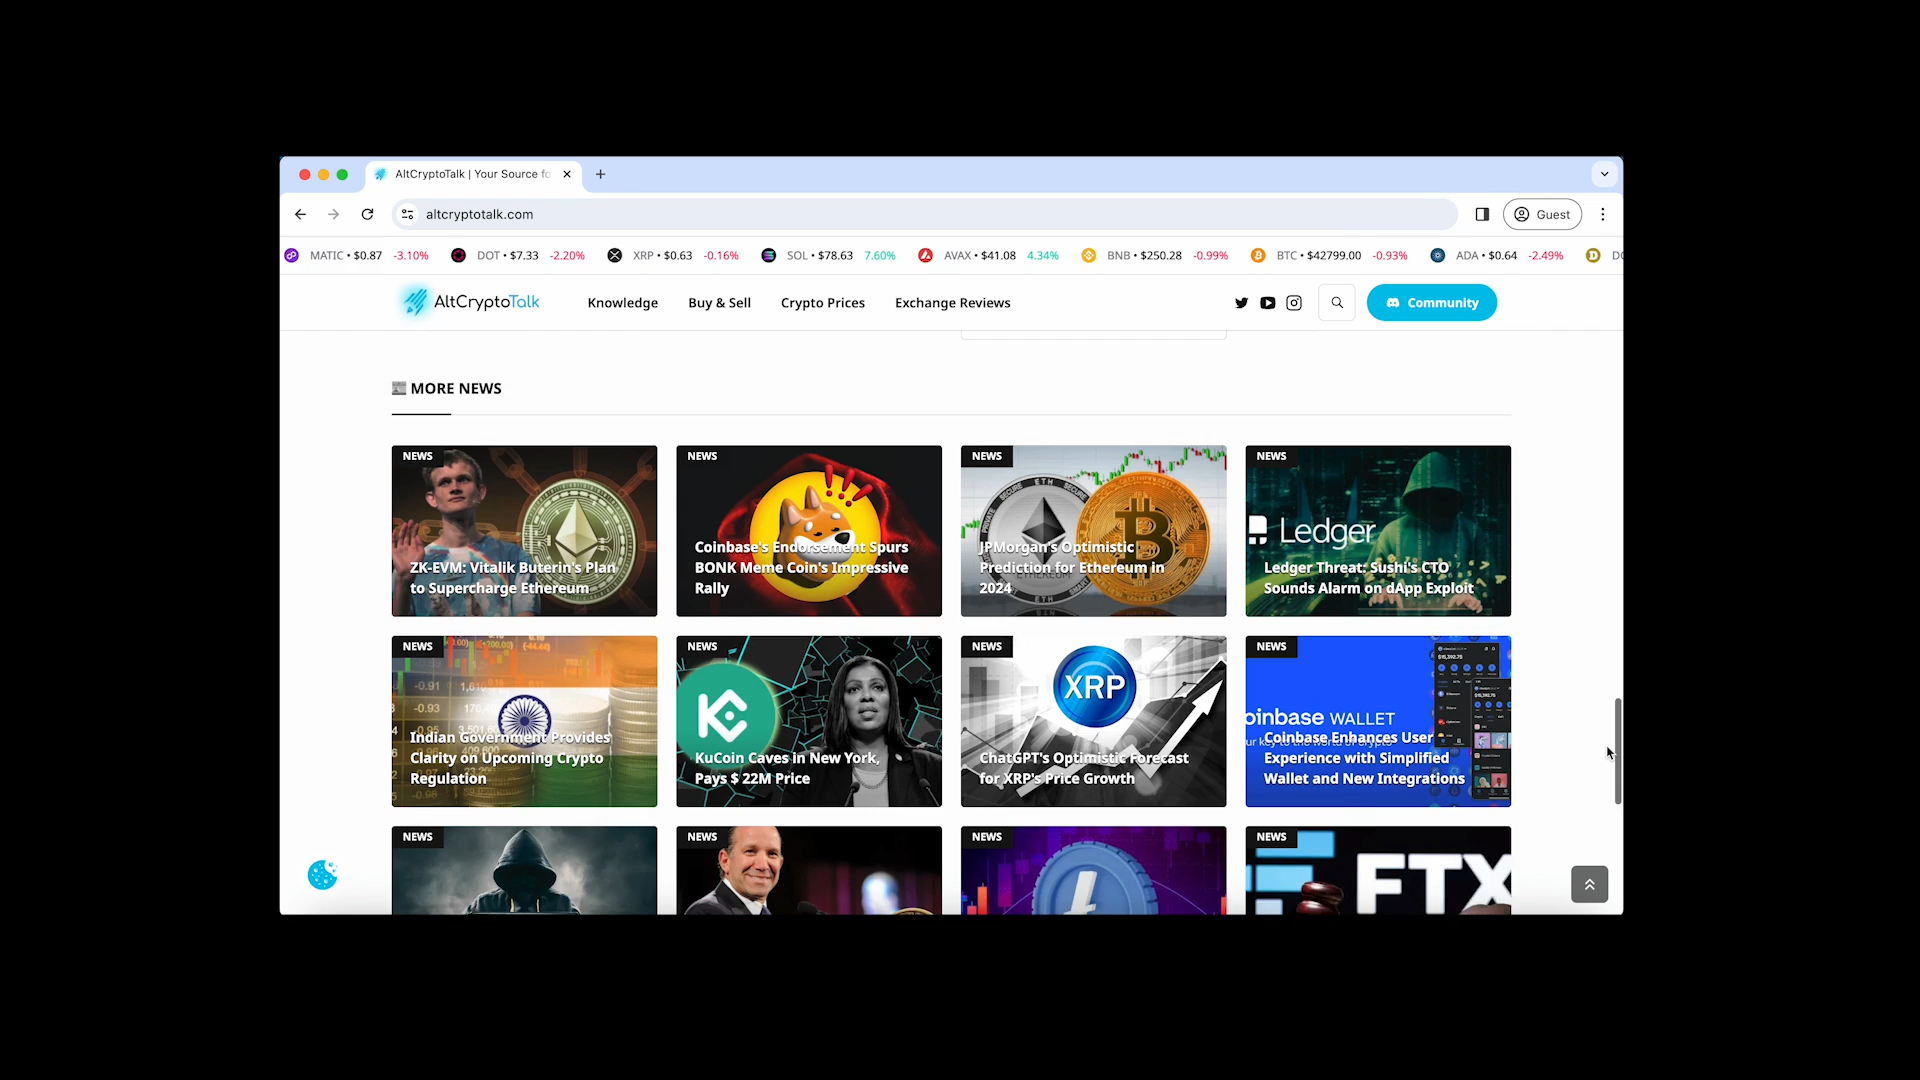 AltCryptoTalk | Your Source fo
altcryptotalk.com
Guest
MATIC • $0.87 -3.10% DOT • $7.33 -2.20% XRP • $0.63 -0.16% SOL • $78.63 7.60% AVAX • $41.08 4.34% BNB • $250.28 -0.99% BTC • $42799.00 -0.93% ADA • $0.64 -2.49%
AltCryptoTalk Knowledge Buy & Sell Crypto Prices Exchange Reviews Community
MORE NEWS
NEWS
ZK-EVM: Vitalik Buterin's Plan
to Supercharge Ethereum
NEWS
Coinbase's Endorsement Spurs
BONK Meme Coin's Impressive
Rally
NEWS
JPMorgan's Optimistic
Prediction for Ethereum in
2024
NEWS
Ledger
Ledger Threat: Sushi's CTO
Sounds Alarm on dApp Exploit
NEWS
Indian Government Provides
Clarity on Upcoming Crypto
Regulation
NEWS
KuCoin Caves in New York,
Pays $ 22M Price
NEWS
XRP
ChatGPT's Optimistic Forecast
for XRP's Price Growth
NEWS
oinbase WALLET
Coinbase Enhances User
Experience with Simplified
Wallet and New Integrations
NEWS
NEWS
NEWS
NEWS
FTX